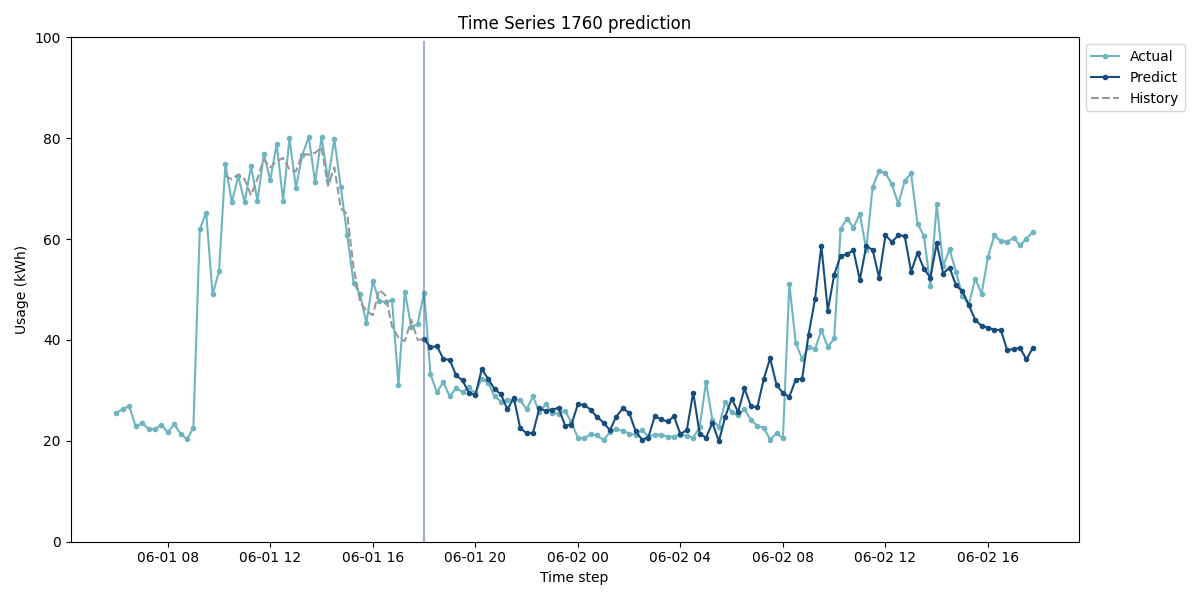 Time Series 1760 prediction
Usage (kWh)
100
80
60
40
20
0
06-01 08
06-01 12
06-01 16
06-01 20
06-02 00
06-02 04
06-02 08
06-02 12
06-02 16
Time step
Actual
Predict
History